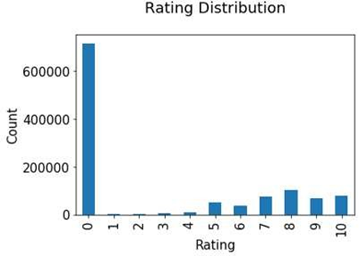 Rating Distribution
600000
400000
200000
0
Count
0 1 2 3 4 5 6 7 8 9 10
Rating